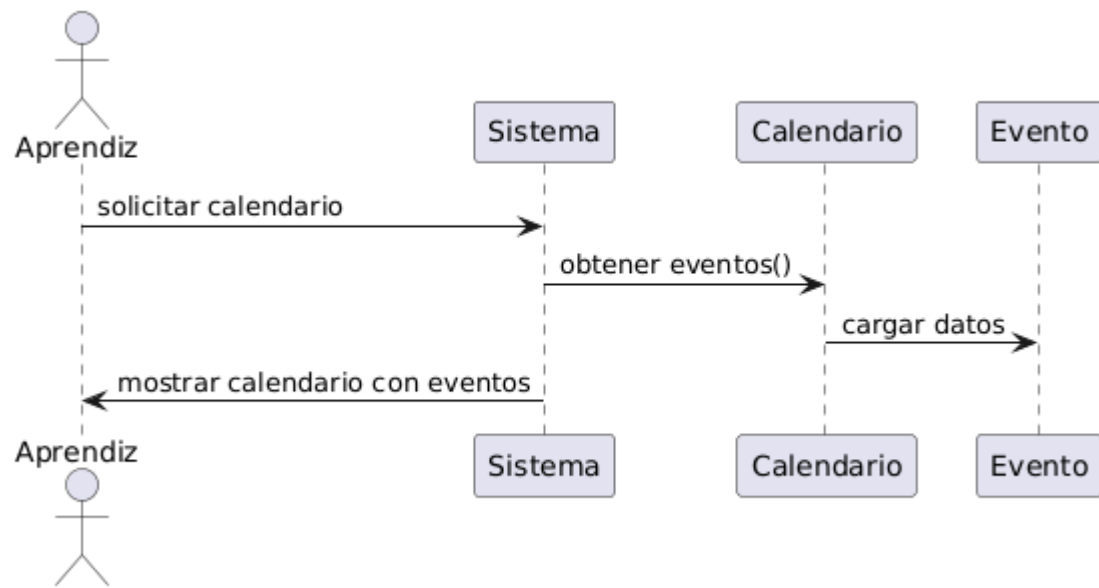 Aprendiz
Sistema
Calendario
Evento
solicitar calendario
obtener eventos()
cargar datos
mostrar calendario con eventos
Aprendiz
Sistema
Calendario
Evento